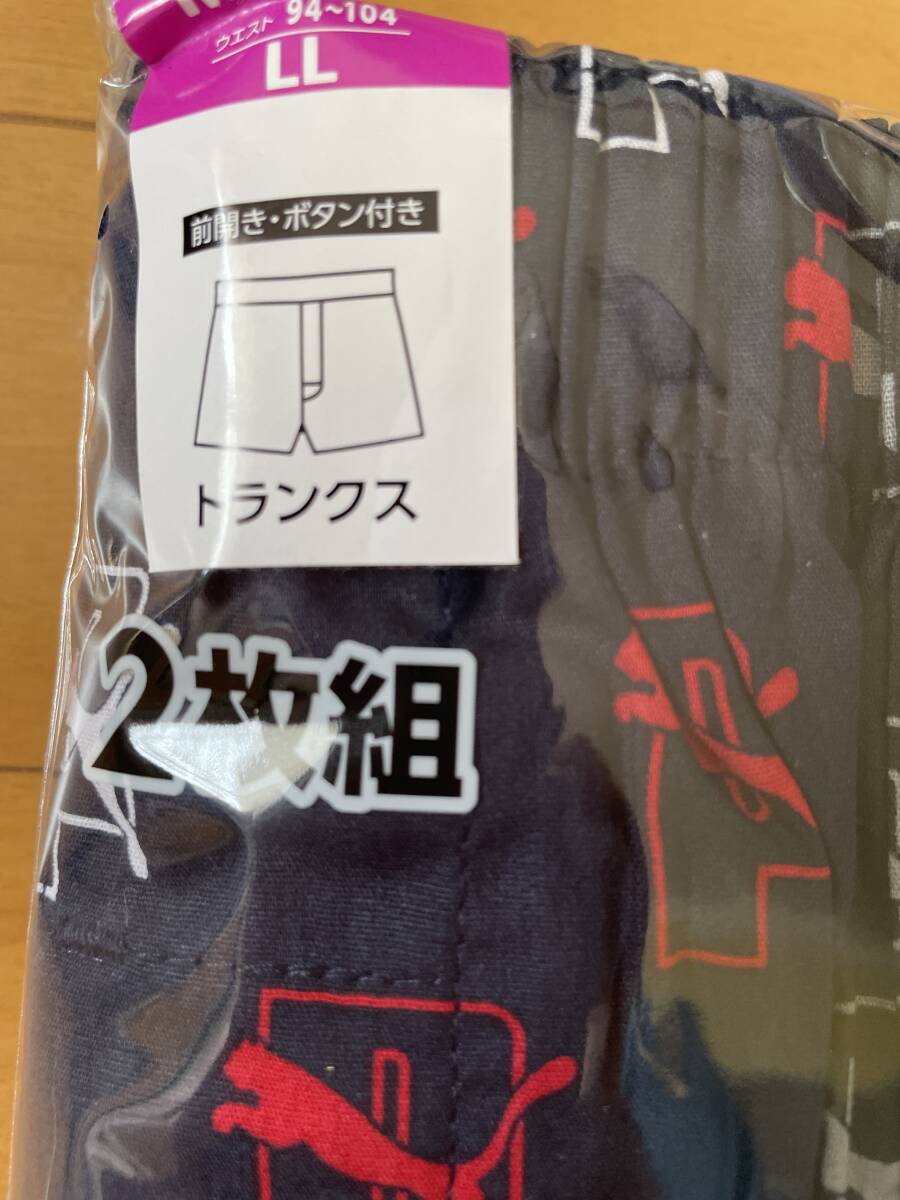 ウエスト 94~104
LL
前開き・ボタン付き
トランクス
2枚組